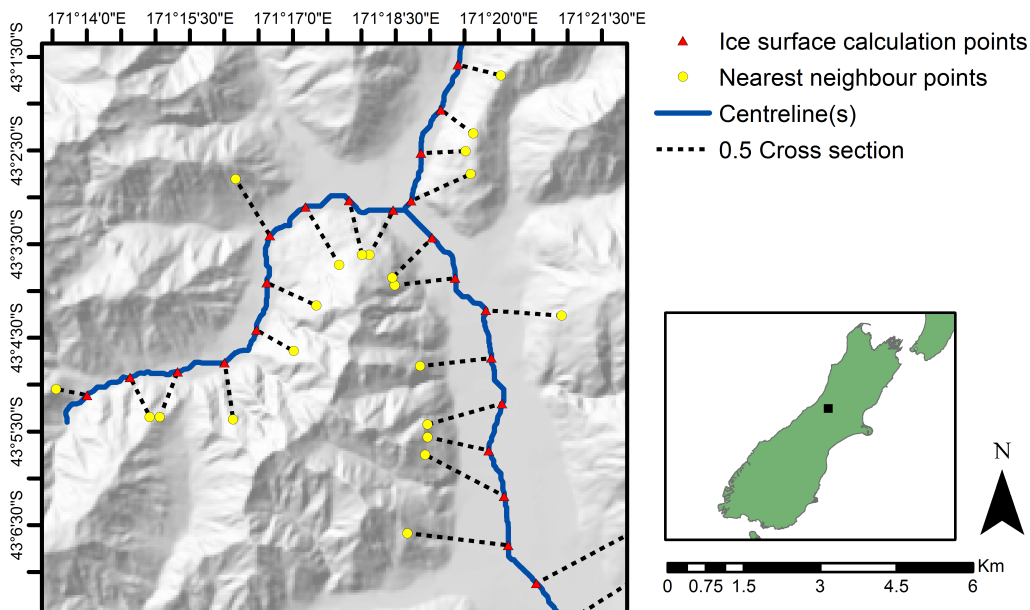 171°14'0"E 171°15'30"E 171°17'0"E 171°18'30"E 171°20'0"E 171°21'30"E
43°1'30"S
43°2'30"S
43°3'30"S
43°4'30"S
43°5'30"S
43°6'30"S
Ice surface calculation points
Nearest neighbour points
Centreline(s)
0.5 Cross section
N
Km
0 0.75 1.5 3 4.5 6